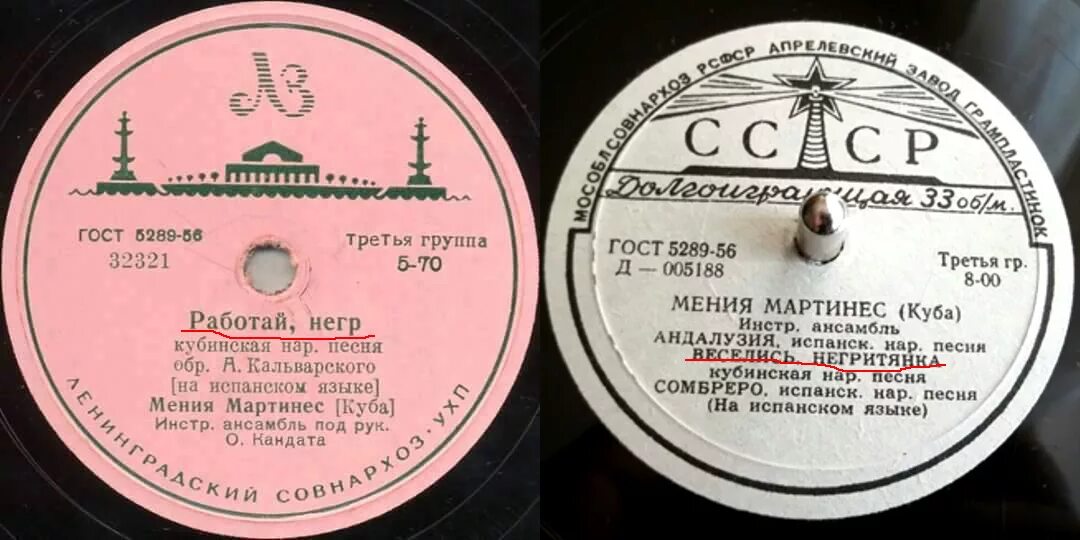 ЛЗ
ГОСТ 5289-56
32321
Третья группа
5-70
Работай, негр
кубинская нар. песня
обр. А. Кальварского
[на испанском языке]
Мения Мартинес [Куба]
Инстр. ансамбль под рук.
О. Кандата
ЛЕНИНГРАДСКИЙ СОВНАРХОЗ · УХП
МОСОБЛСОВНАРХОЗ РСФСР АПРЕЛЕВСКИЙ ЗАВОД ГРАМПЛАСТИНОК
СССР
Долгоиграющая 33 об/м.
ГОСТ 5289-56
Д — 005188
Третья гр.
8-00
МЕНИЯ МАРТИНЕС (Куба)
Инстр. ансамбль
АНДАЛУЗИЯ, испанск. нар. песня
ВЕСЕЛИСЬ, НЕГРИТЯНКА
кубинская нар. песня
СОМБРЕРО, испанск. нар. песня
(На испанском языке)